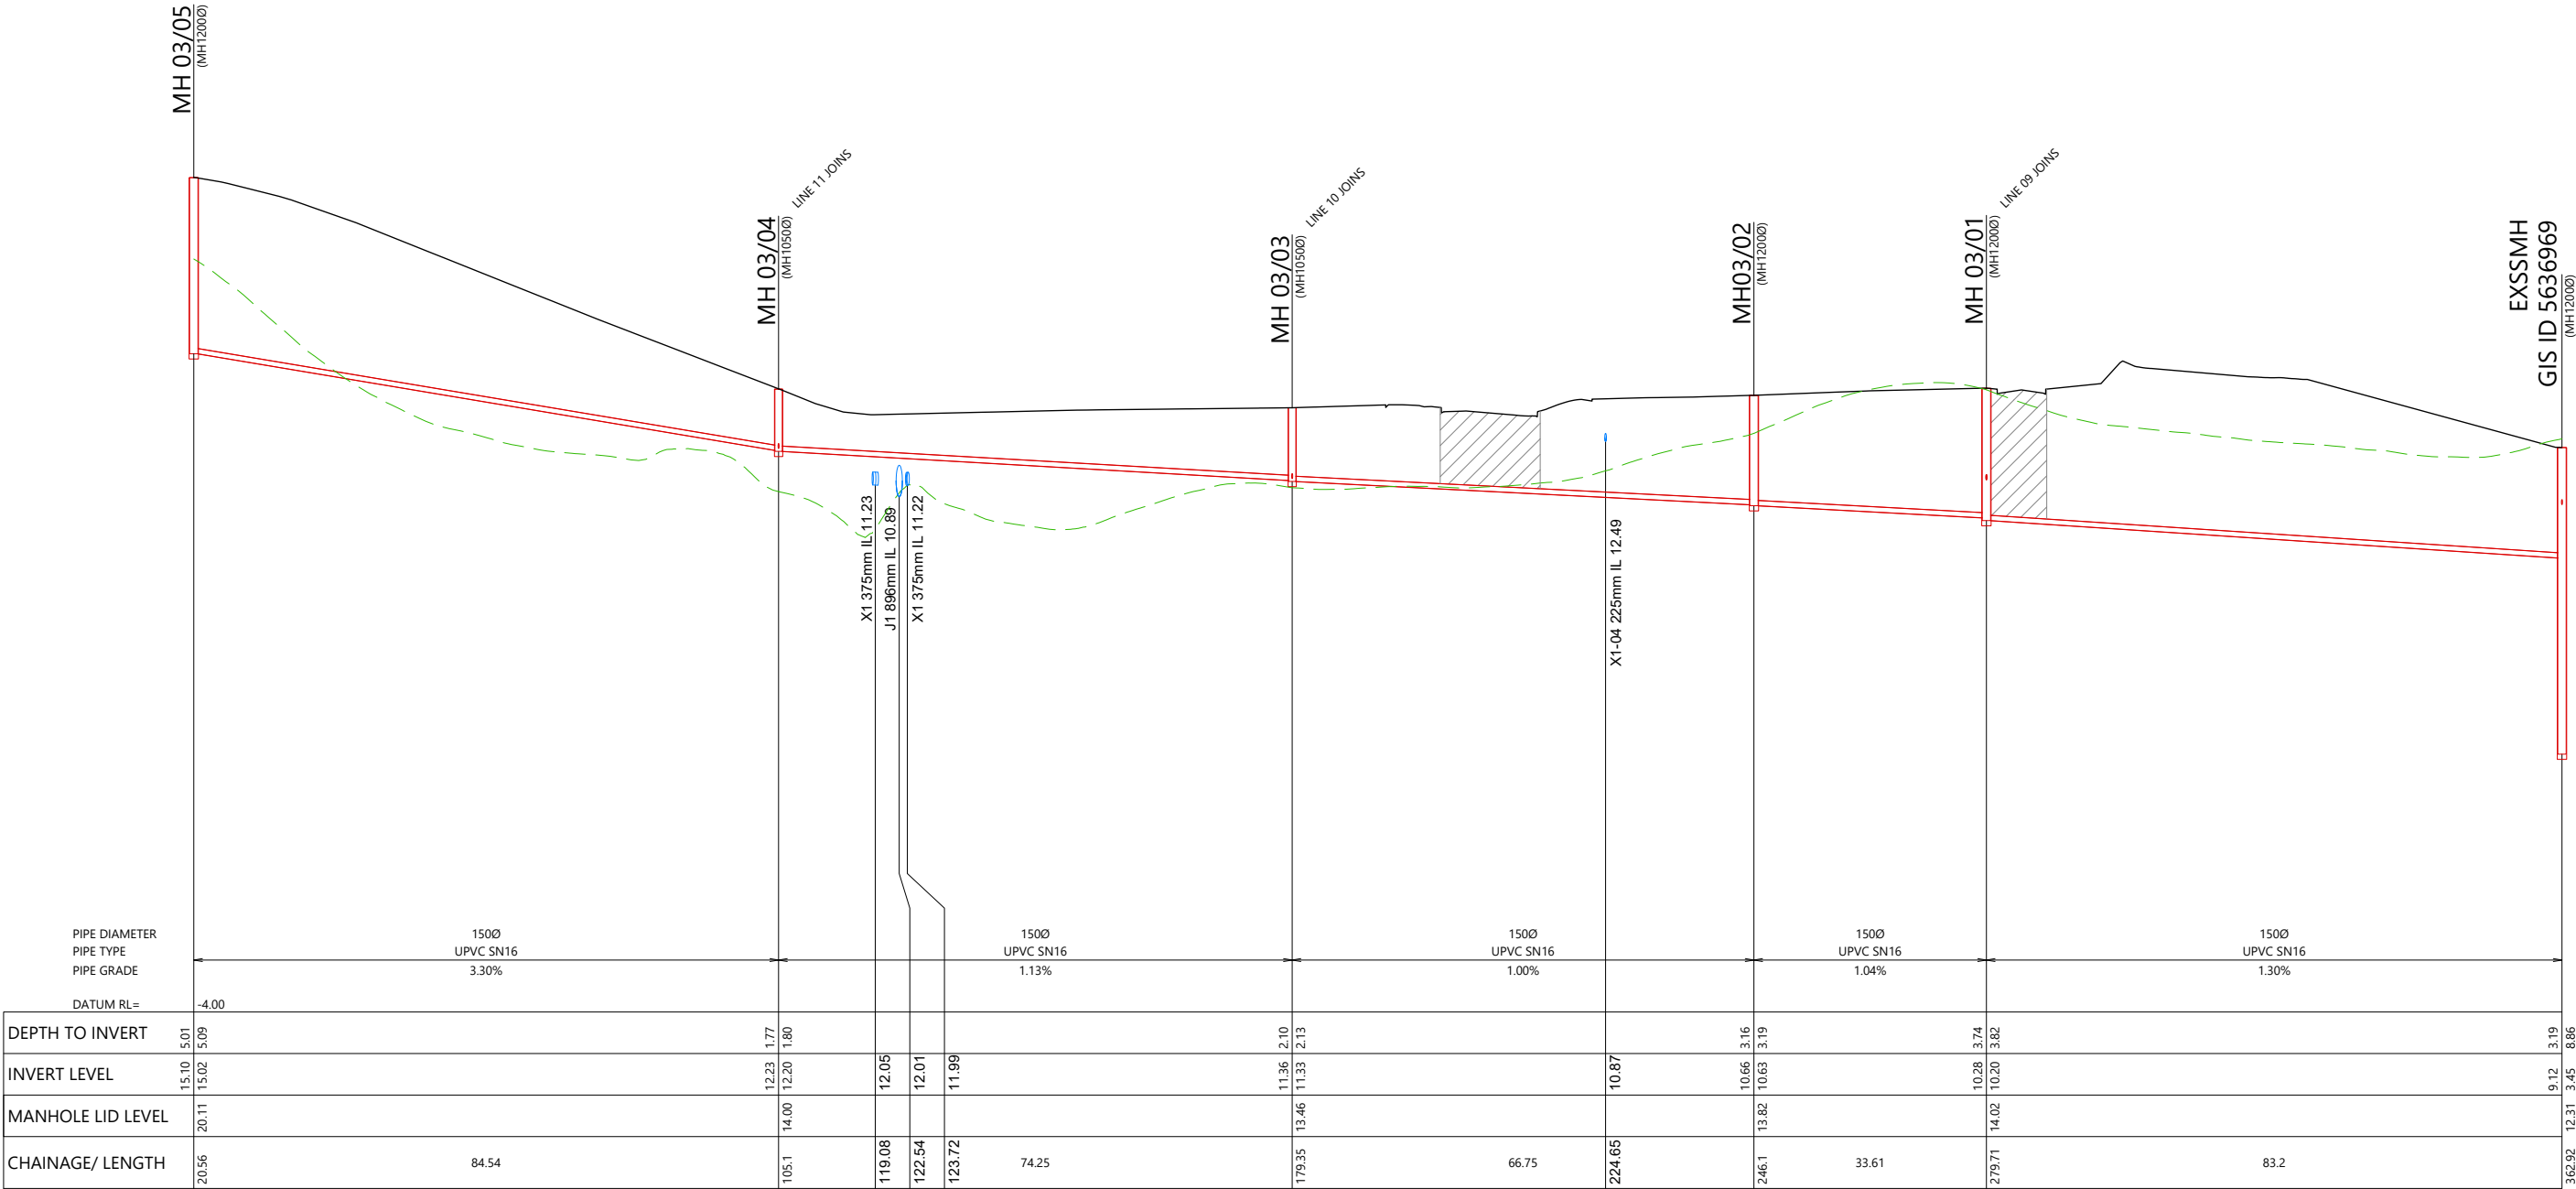 MH 03/05
(MH1200Ø)
MH 03/04
(MH1050Ø)
LINE 11 JOINS
MH 03/03
(MH1050Ø)
LINE 10 JOINS
MH03/02
(MH1200Ø)
MH 03/01
(MH1200Ø)
LINE 09 JOINS
EXSSMH
GIS ID 5636969
(MH1200Ø)
X1 375mm IL 11.23
J1 896mm IL 10.89
X1 375mm IL 11.22
X1-04 225mm IL 12.49
PIPE DIAMETER 150Ø 150Ø 150Ø 150Ø 150Ø
PIPE TYPE UPVC SN16 UPVC SN16 UPVC SN16 UPVC SN16 UPVC SN16
PIPE GRADE 3.30% 1.13% 1.00% 1.04% 1.30%
DATUM RL= -4.00
DEPTH TO INVERT 5.01 5.09 1.77 1.80 2.10 2.13 3.16 3.19 3.74 3.82 3.19 8.86
INVERT LEVEL 15.10 15.02 12.23 12.20 12.05 12.01 11.99 11.36 11.33 10.87 10.66 10.63 10.28 10.20 9.12 3.45
MANHOLE LID LEVEL 20.11 14.00 13.46 13.82 14.02 12.31
CHAINAGE/ LENGTH 20.56 84.54 105.1 119.08 122.54 123.72 74.25 179.35 66.75 224.65 246.1 33.61 279.71 83.2 362.92